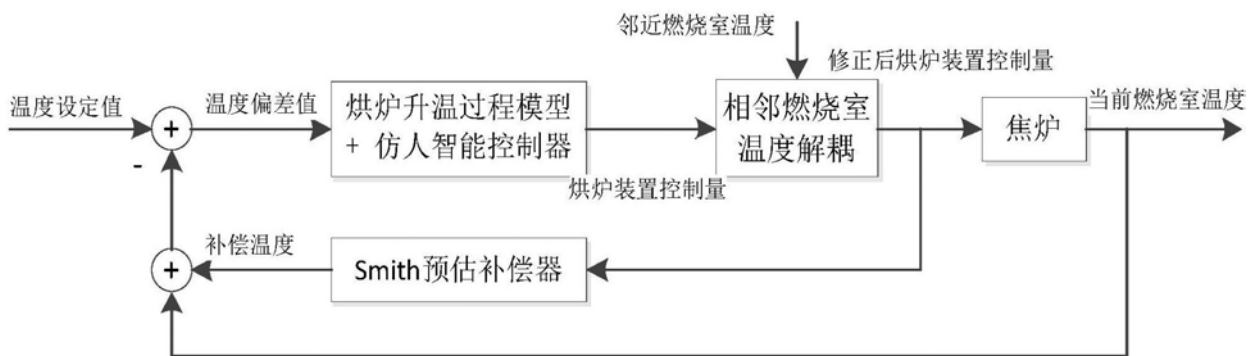 邻近燃烧室温度
修正后烘炉装置控制量
温度设定值
+
温度偏差值
烘炉升温过程模型
+ 仿人智能控制器
相邻燃烧室
温度解耦
焦炉
当前燃烧室温度
-
烘炉装置控制量
+
补偿温度
Smith预估补偿器